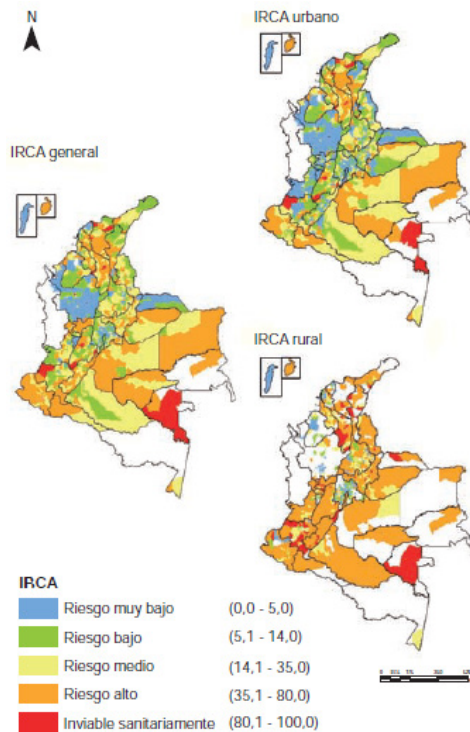 N
IRCA urbano
IRCA general
IRCA rural
IRCA
Riesgo muy bajo (0,0 - 5,0)
Riesgo bajo (5,1 - 14,0)
Riesgo medio (14,1 - 35,0)
Riesgo alto (35,1 - 80,0)
Inviable sanitariamente (80,1 - 100,0)